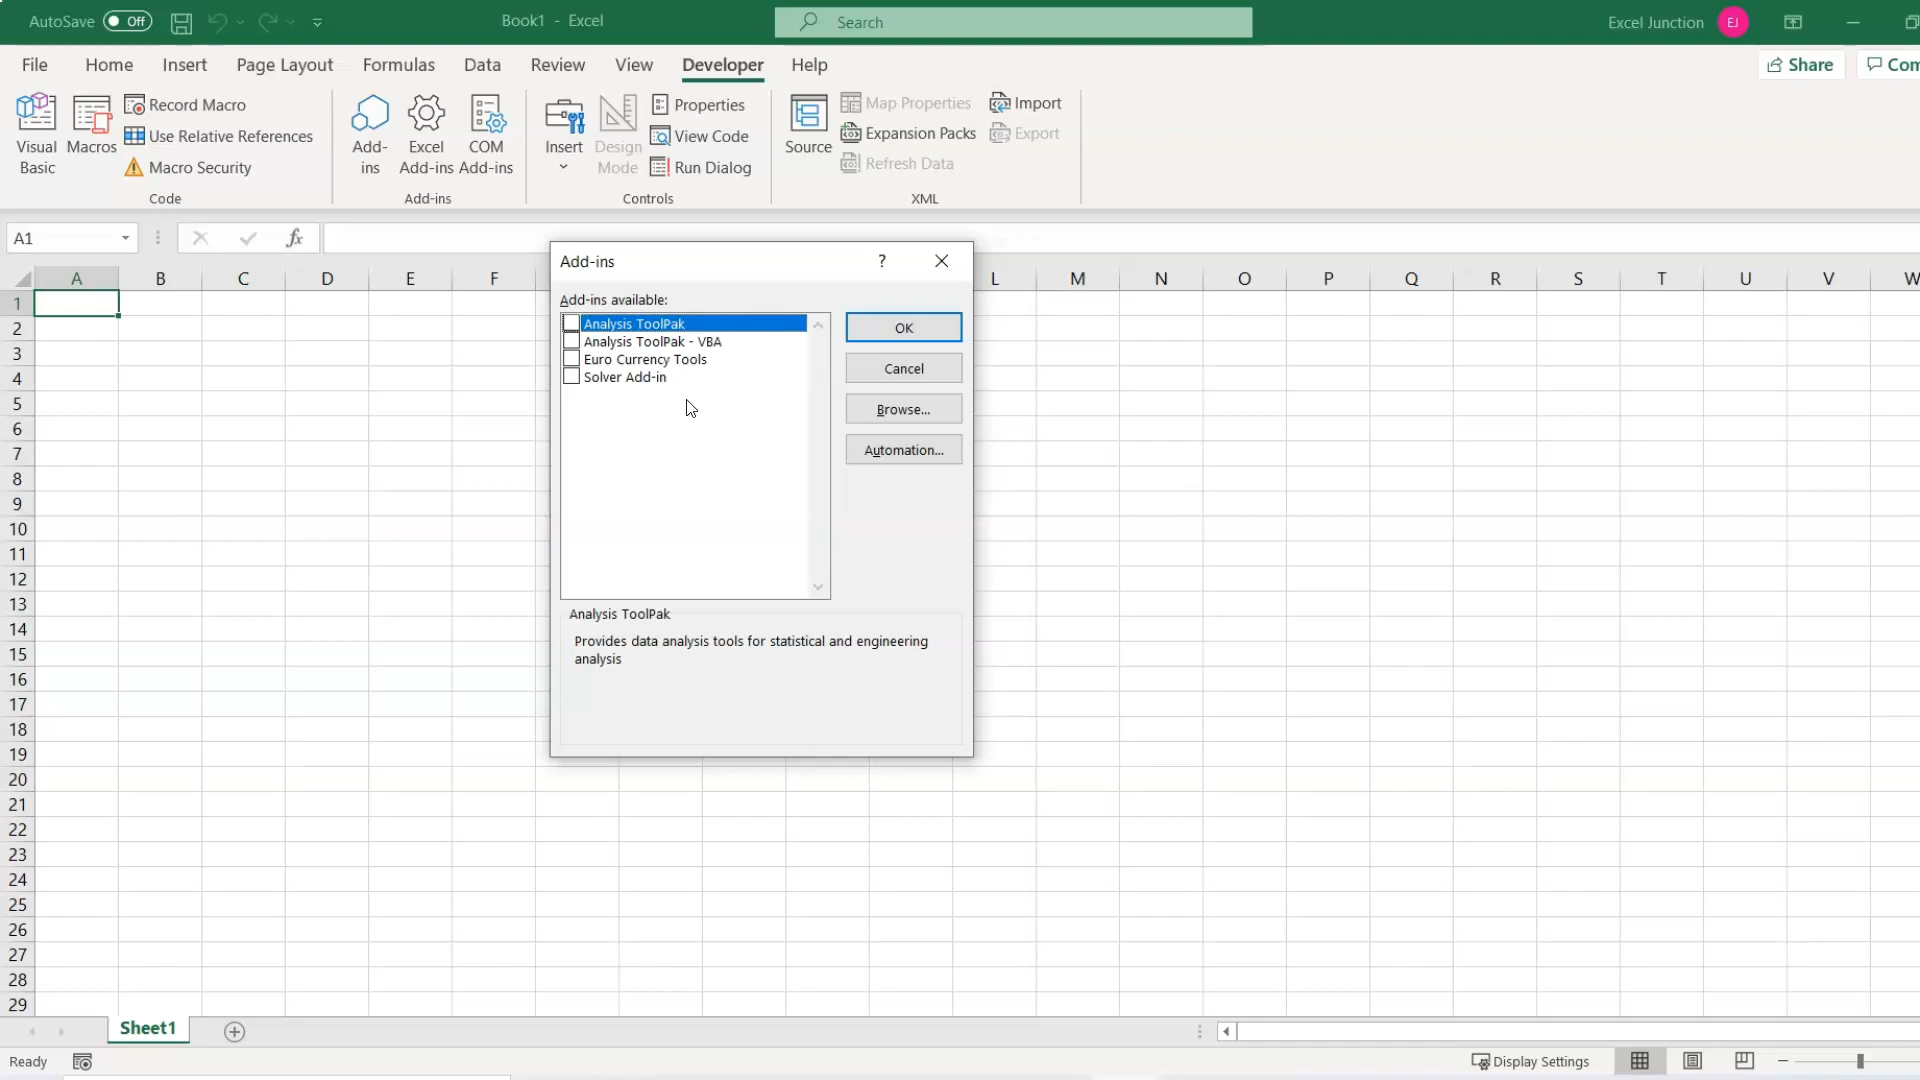 AutoSave Off Book1 - Excel Search Excel Junction EJ
File Home Insert Page Layout Formulas Data Review View Developer Help Share Com
Visual Basic
Macros
Record Macro
Use Relative References
Macro Security
Code
Add-ins
Excel Add-ins
COM Add-ins
Add-ins
Insert
Design Mode
Properties
View Code
Run Dialog
Controls
Source
Map Properties
Expansion Packs
Refresh Data
Import
Export
XML
A1 fx
A B C D E F L M N O P Q R S T U V W
1
2
3
4
5
6
7
8
9
10
11
12
13
14
15
16
17
18
19
20
21
22
23
24
25
26
27
28
29
Add-ins ?
Add-ins available:
Analysis ToolPak
Analysis ToolPak - VBA
Euro Currency Tools
Solver Add-in
OK
Cancel
Browse...
Automation...
Analysis ToolPak
Provides data analysis tools for statistical and engineering
analysis
Sheet1
Ready Display Settings